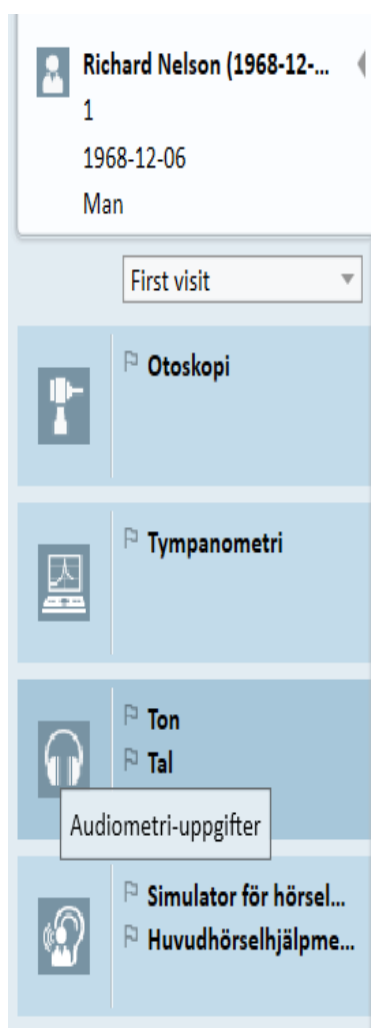 Richard Nelson (1968-12-...
1
1968-12-06
Man
First visit
Otoskopi
Tympanometri
Ton
Tal
Audiometri-uppgifter
Simulator för hörsel...
Huvudhörselhjälpme...